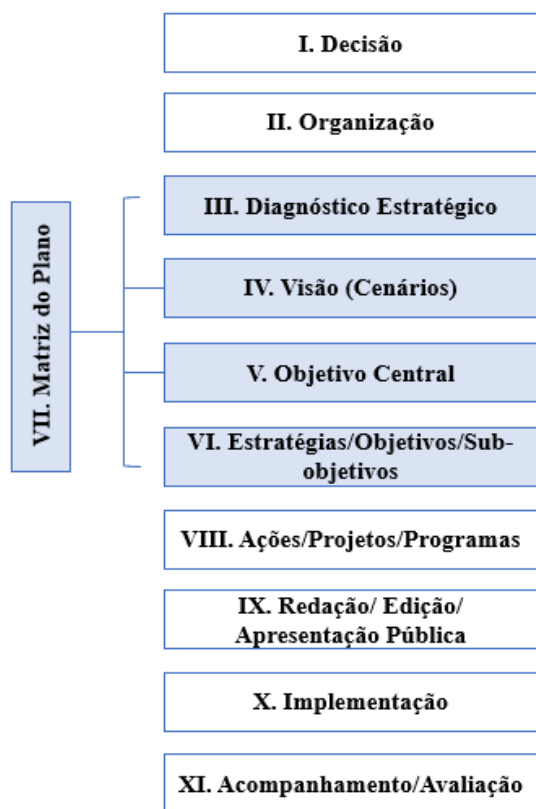 I. Decisão
II. Organização
III. Diagnóstico Estratégico
IV. Visão (Cenários)
VII. Matriz do Plano
V. Objetivo Central
VI. Estratégias/Objetivos/Sub-
objetivos
VIII. Ações/Projetos/Programas
IX. Redação/ Edição/
Apresentação Pública
X. Implementação
XI. Acompanhamento/Avaliação